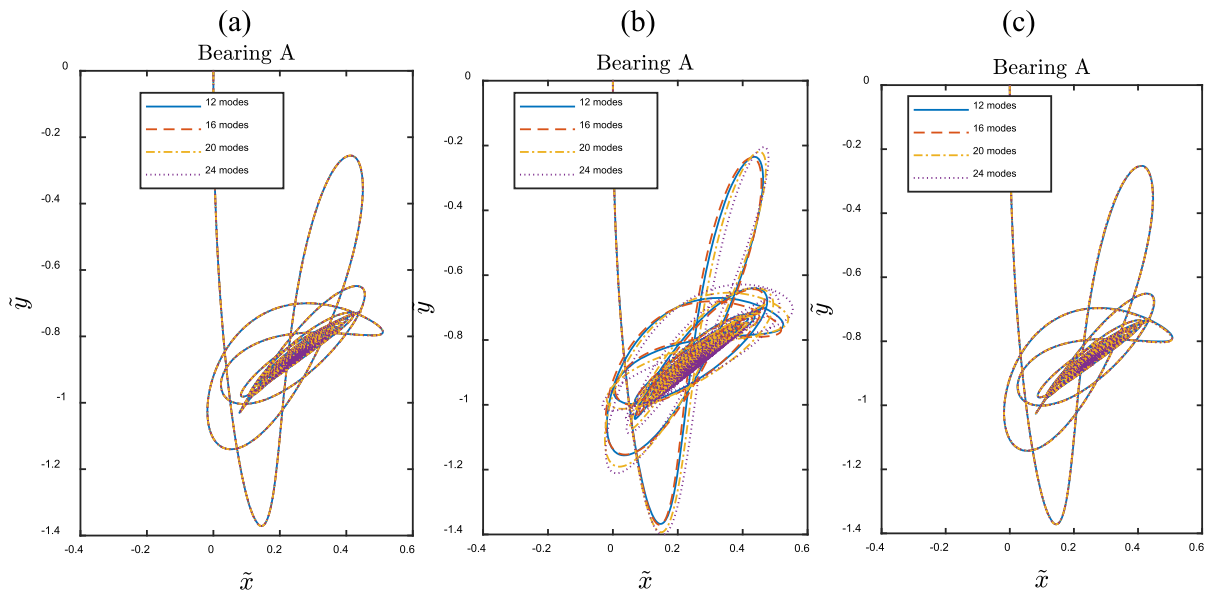 (a)
Bearing A
0
-0.2
-0.4
-0.6
-0.8
-1
-1.2
-1.4
-0.4 -0.2 0 0.2 0.4 0.6
12 modes
16 modes
20 modes
24 modes
ỹ
x̃
(b)
Bearing A
0
-0.2
-0.4
-0.6
-0.8
-1
-1.2
-1.4
-0.4 -0.2 0 0.2 0.4 0.6
12 modes
16 modes
20 modes
24 modes
ỹ
x̃
(c)
Bearing A
0
-0.2
-0.4
-0.6
-0.8
-1
-1.2
-1.4
-0.4 -0.2 0 0.2 0.4 0.6
12 modes
16 modes
20 modes
24 modes
ỹ
x̃